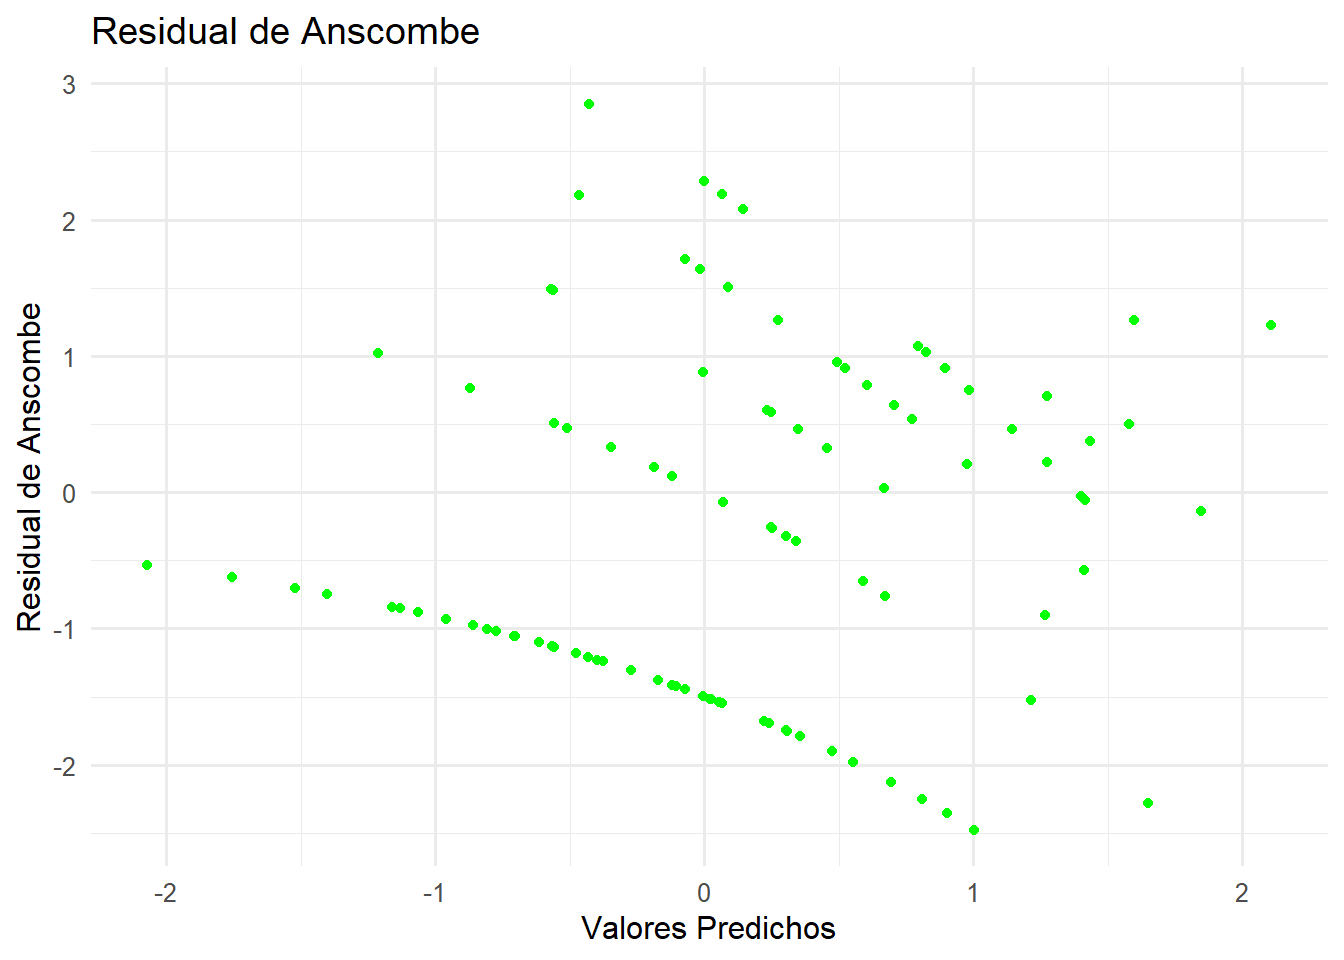 Residual de Anscombe
3
2
1
0
-1
-2
Residual de Anscombe
-2 -1 0 1 2
Valores Predichos